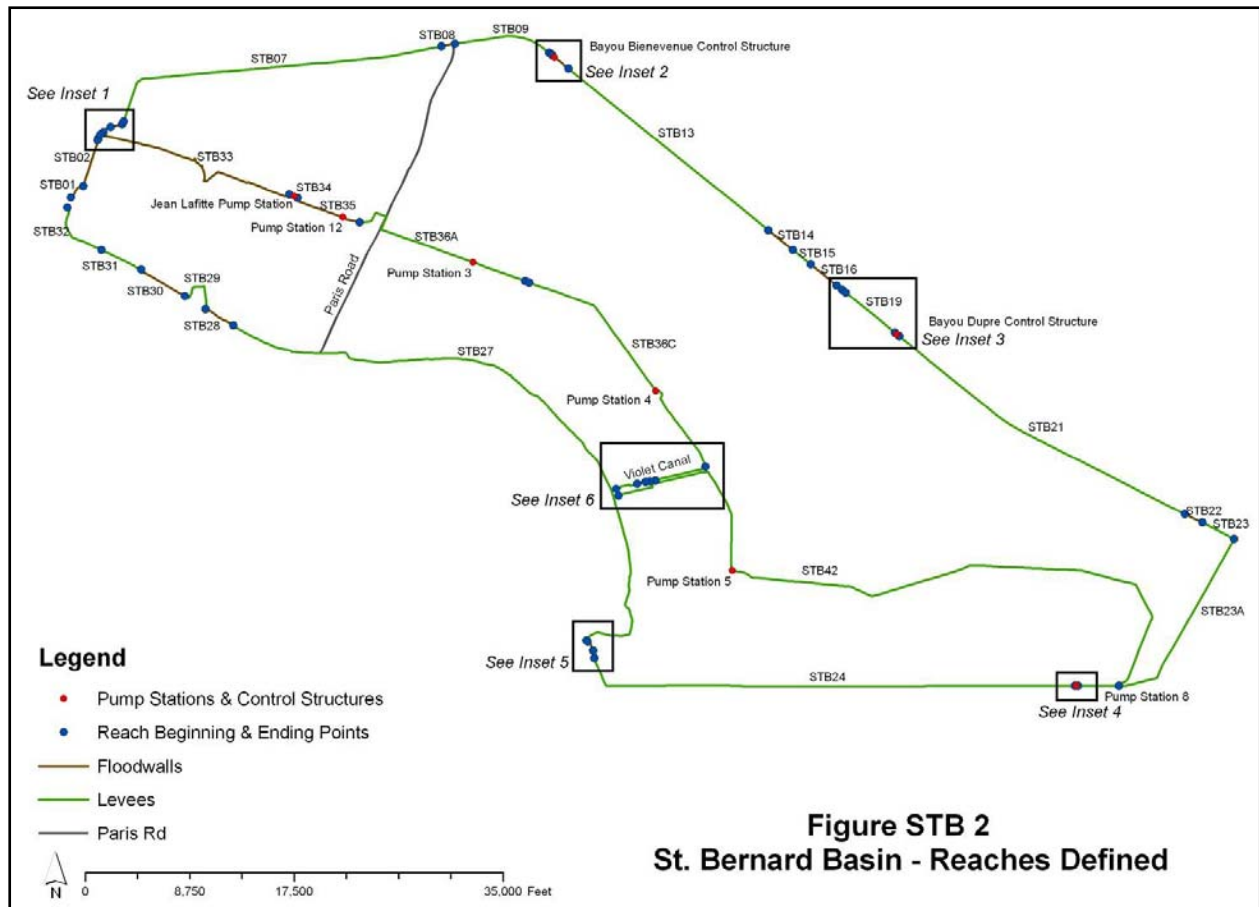 STB08
STB09
Bayou Bienevenue Control Structure
See Inset 2
STB07
See Inset 1
STB13
STB02
STB33
STB01
STB34
Jean Lafitte Pump Station
STB35
Pump Station 12
STB36A
STB32
STB14
STB31
STB15
Pump Station 3
STB16
STB29
STB30
Paris Road
STB19
STB28
Bayou Dupre Control Structure
See Inset 3
STB27
STB36C
Pump Station 4
STB21
Violet Canal
See Inset 6
STB22
STB23
Pump Station 5
STB42
STB23A
See Inset 5
STB24
Pump Station 8
See Inset 4
Legend
Pump Stations & Control Structures
Reach Beginning & Ending Points
Floodwalls
Levees
Paris Rd
N
0 8,750 17,500 35,000 Feet
Figure STB 2
St. Bernard Basin - Reaches Defined